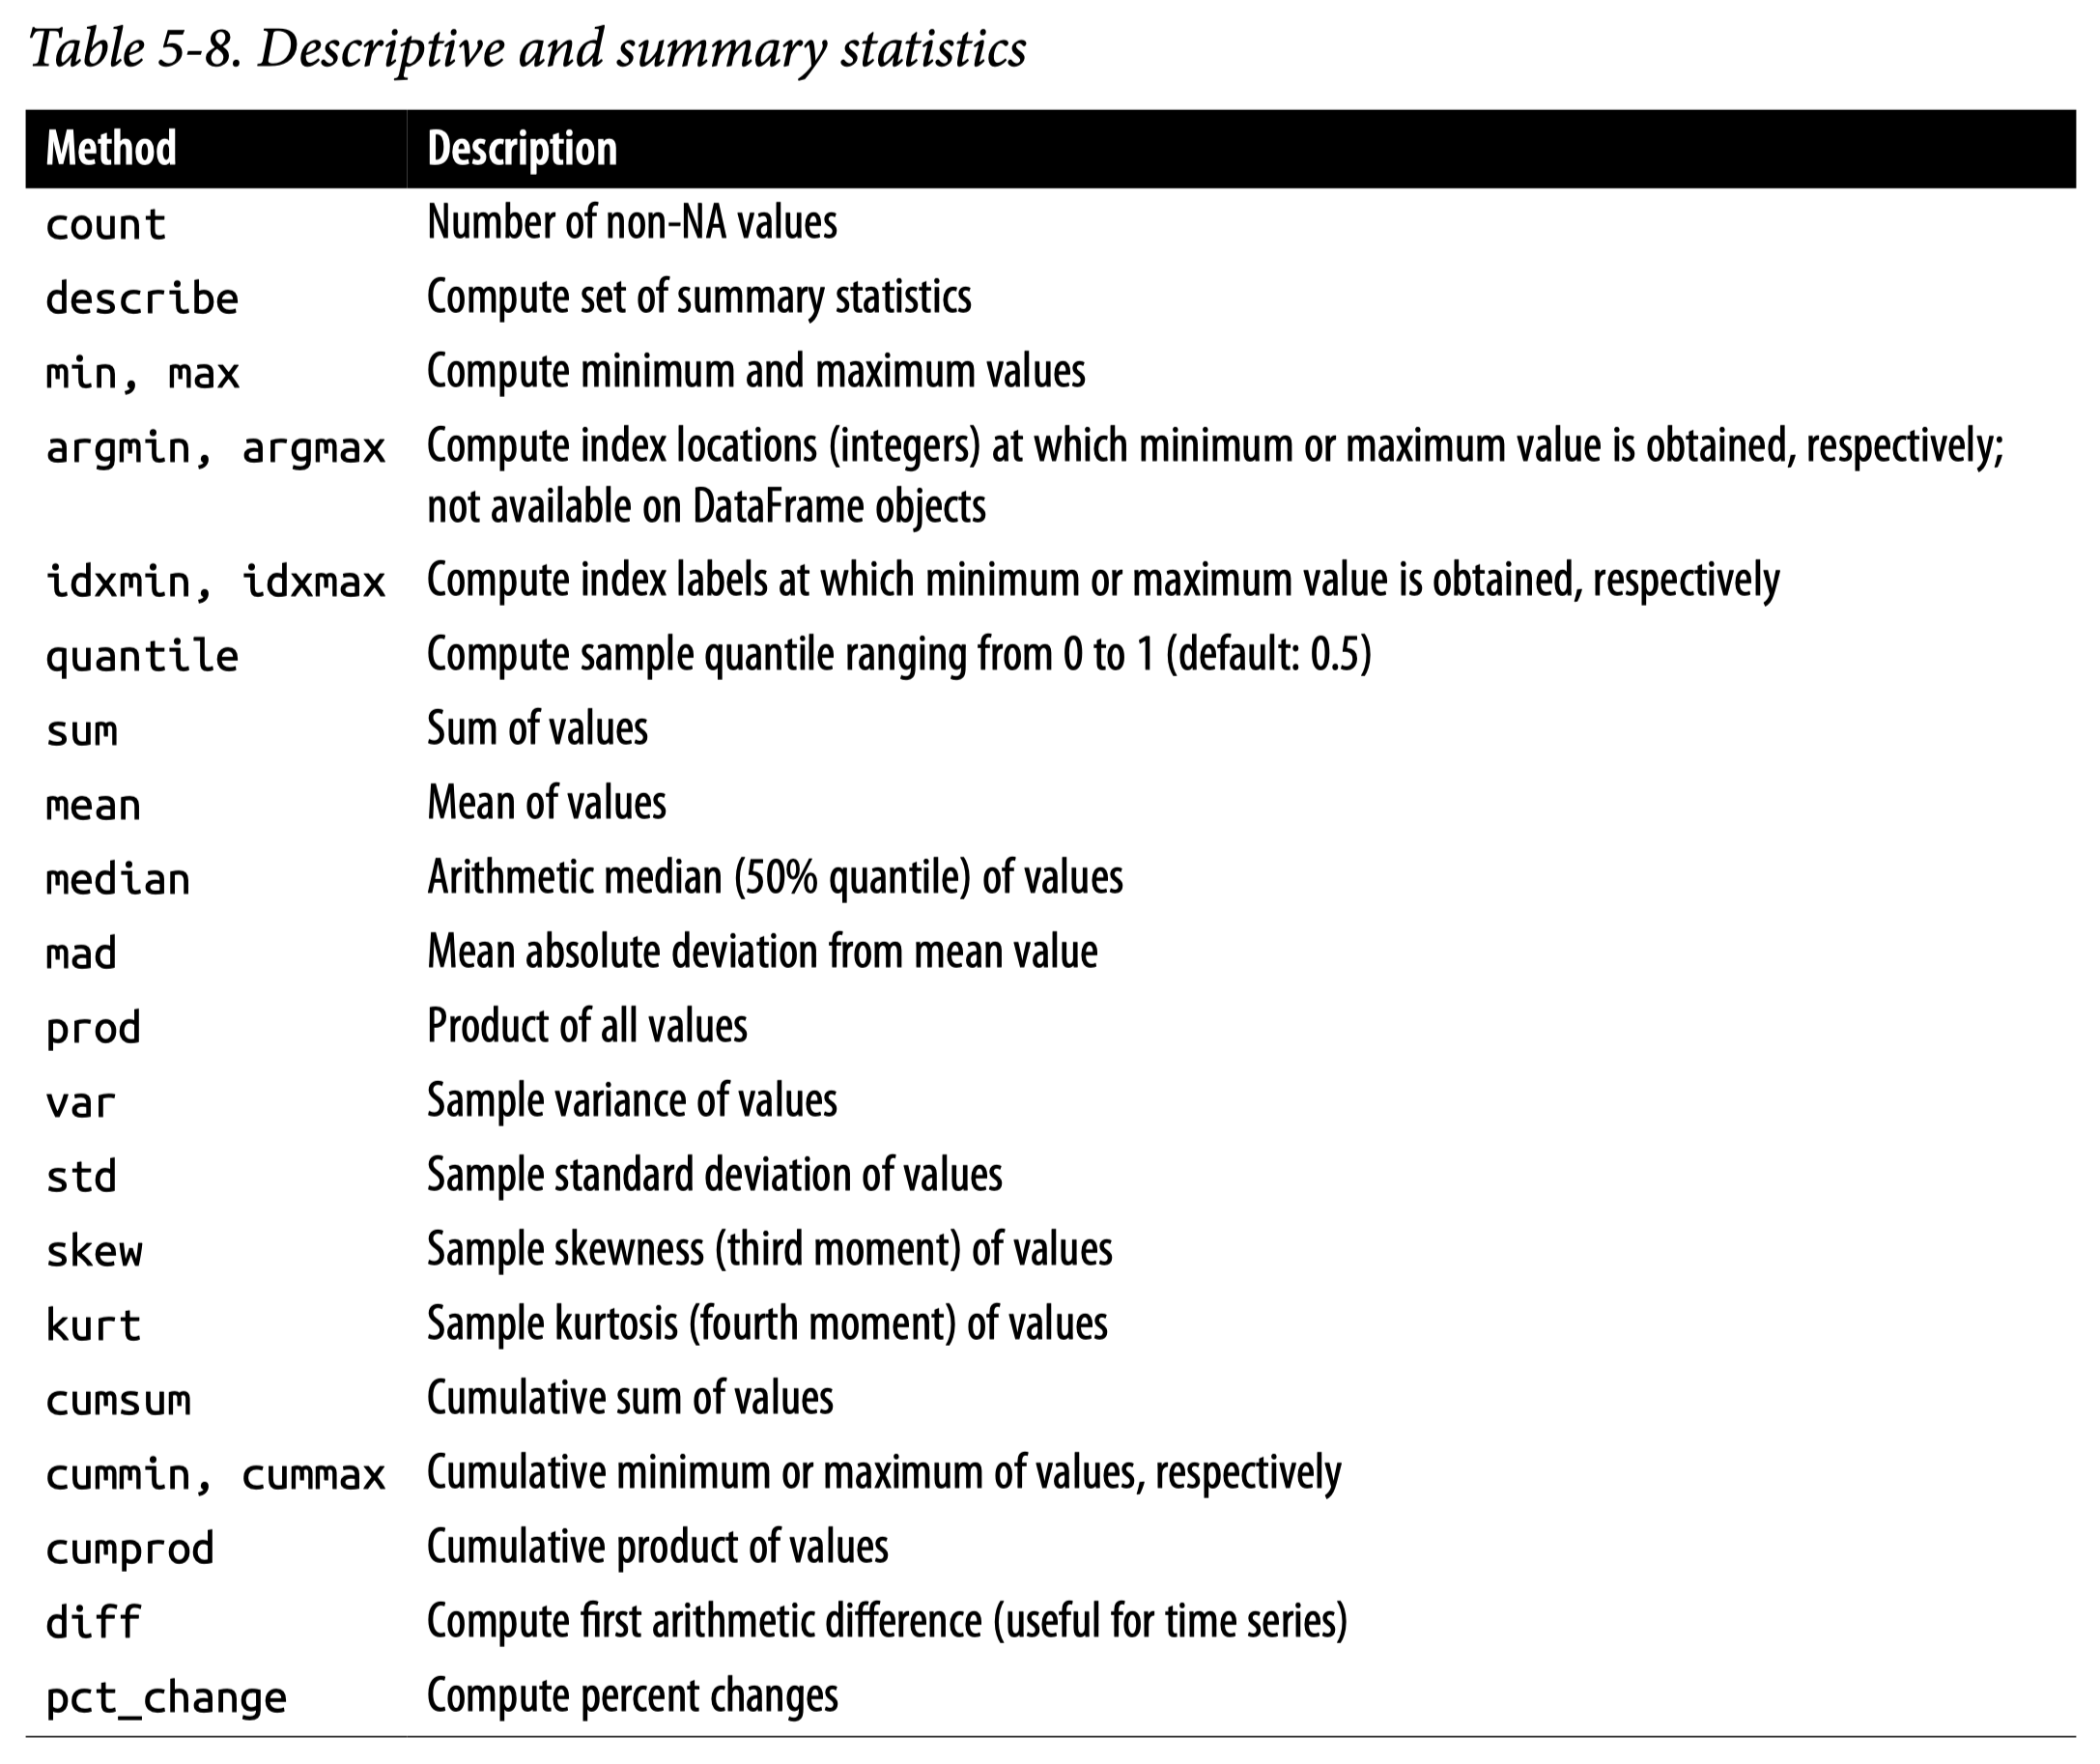 Table 5-8. Descriptive and summary statistics
Method Description
count Number of non-NA values
describe Compute set of summary statistics
min, max Compute minimum and maximum values
argmin, argmax Compute index locations (integers) at which minimum or maximum value is obtained, respectively;
not available on DataFrame objects
idxmin, idxmax Compute index labels at which minimum or maximum value is obtained, respectively
quantile Compute sample quantile ranging from 0 to 1 (default: 0.5)
sum Sum of values
mean Mean of values
median Arithmetic median (50% quantile) of values
mad Mean absolute deviation from mean value
prod Product of all values
var Sample variance of values
std Sample standard deviation of values
skew Sample skewness (third moment) of values
kurt Sample kurtosis (fourth moment) of values
cumsum Cumulative sum of values
cummin, cummax Cumulative minimum or maximum of values, respectively
cumprod Cumulative product of values
diff Compute first arithmetic difference (useful for time series)
pct_change Compute percent changes